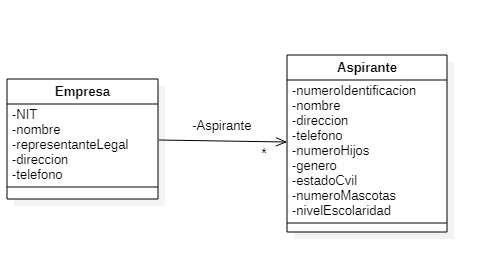 Empresa
-NIT
-nombre
-representanteLegal
-direccion
-telefono
-Aspirante
*
Aspirante
-numeroIdentificacion
-nombre
-direccion
-telefono
-numeroHijos
-genero
-estadoCvil
-numeroMascotas
-nivelEscolaridad